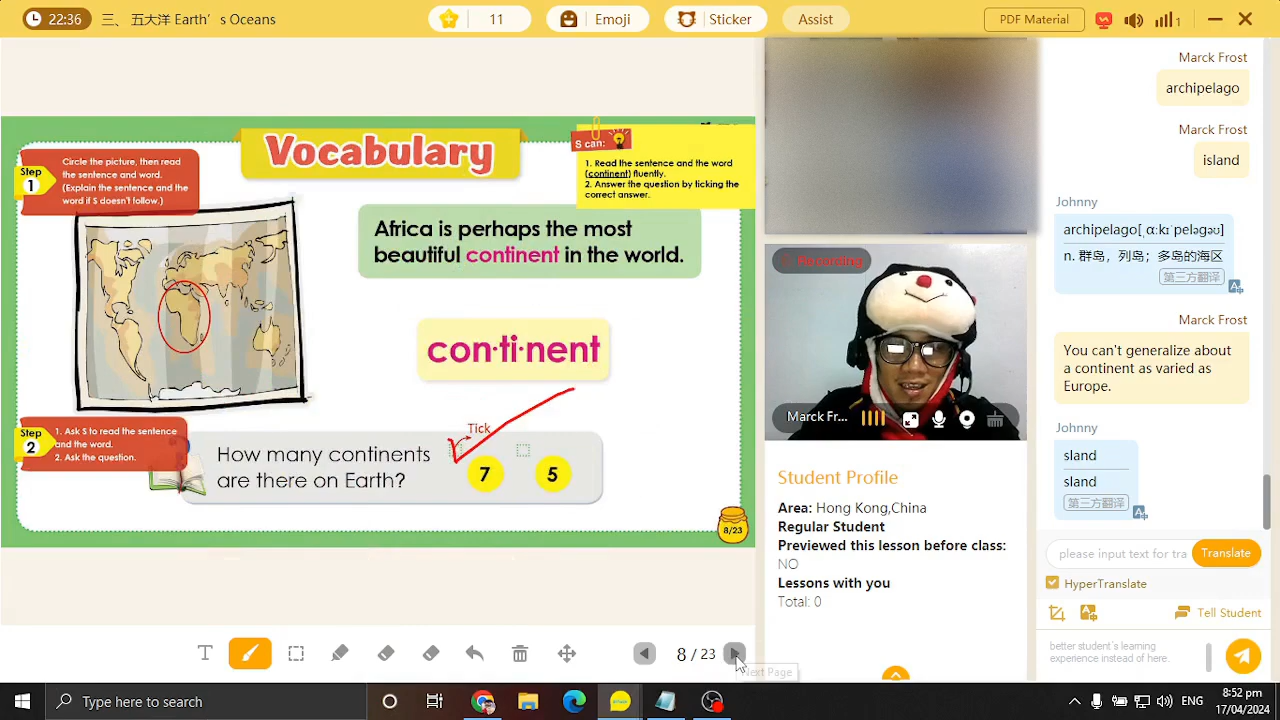 22:36
三、五大洋 Earth's Oceans
11
Emoji
Sticker
Assist
PDF Material
1
Vocabulary
Step
1
Circle the picture, then read
the sentence and word.
(Explain the sentence and the
word if S doesn't follow.)
S can:
1. Read the sentence and the word
(continent) fluently.
2. Answer the question by ticking the
correct answer.
Africa is perhaps the most
beautiful continent in the world.
con·ti·nent
Step
2
1. Ask S to read the sentence
and the word.
2. Ask the question.
Tick
How many continents
are there on Earth?
7
5
8/23
8 / 23
Next Page
Recording
Marck Fr...
Student Profile
Area: Hong Kong,China
Regular Student
Previewed this lesson before class:
NO
Lessons with you
Total: 0
Marck Frost
archipelago
Marck Frost
island
Johnny
archipelago[ˌɑːkɪˈpeləɡəʊ]
n. 群岛，列岛；多岛的海区
第三方翻译
Marck Frost
You can't generalize about
a continent as varied as
Europe.
Johnny
sland
sland
第三方翻译
please input text for tra
Translate
HyperTranslate
Tell Student
better student's learning
experience instead of here.
Type here to search
ENG
8:52 pm
17/04/2024